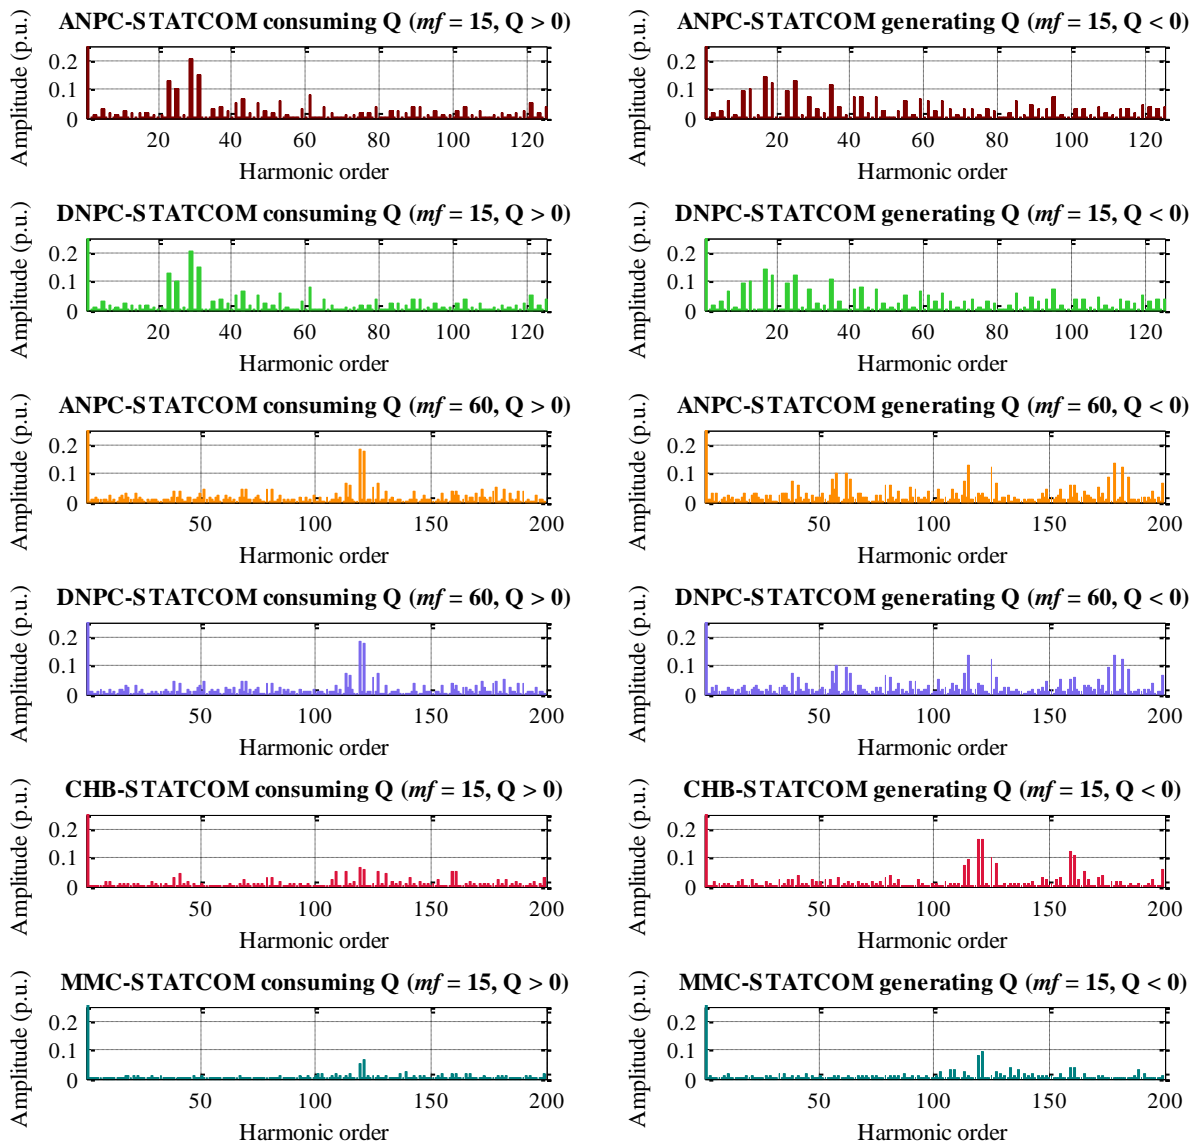 ANPC-STATCOM consuming Q (mf = 15, Q > 0)
Amplitude (p.u.)
0.2
0.1
0
20 40 60 80 100 120
Harmonic order
ANPC-STATCOM generating Q (mf = 15, Q < 0)
Amplitude (p.u.)
0.2
0.1
0
20 40 60 80 100 120
Harmonic order
DNPC-STATCOM consuming Q (mf = 15, Q > 0)
Amplitude (p.u.)
0.2
0.1
0
20 40 60 80 100 120
Harmonic order
DNPC-STATCOM generating Q (mf = 15, Q < 0)
Amplitude (p.u.)
0.2
0.1
0
20 40 60 80 100 120
Harmonic order
ANPC-STATCOM consuming Q (mf = 60, Q > 0)
Amplitude (p.u.)
0.2
0.1
0
50 100 150 200
Harmonic order
ANPC-STATCOM generating Q (mf = 60, Q < 0)
Amplitude (p.u.)
0.2
0.1
0
50 100 150 200
Harmonic order
DNPC-STATCOM consuming Q (mf = 60, Q > 0)
Amplitude (p.u.)
0.2
0.1
0
50 100 150 200
Harmonic order
DNPC-STATCOM generating Q (mf = 60, Q < 0)
Amplitude (p.u.)
0.2
0.1
0
50 100 150 200
Harmonic order
CHB-STATCOM consuming Q (mf = 15, Q > 0)
Amplitude (p.u.)
0.2
0.1
0
50 100 150 200
Harmonic order
CHB-STATCOM generating Q (mf = 15, Q < 0)
Amplitude (p.u.)
0.2
0.1
0
50 100 150 200
Harmonic order
MMC-STATCOM consuming Q (mf = 15, Q > 0)
Amplitude (p.u.)
0.2
0.1
0
50 100 150 200
Harmonic order
MMC-STATCOM generating Q (mf = 15, Q < 0)
Amplitude (p.u.)
0.2
0.1
0
50 100 150 200
Harmonic order